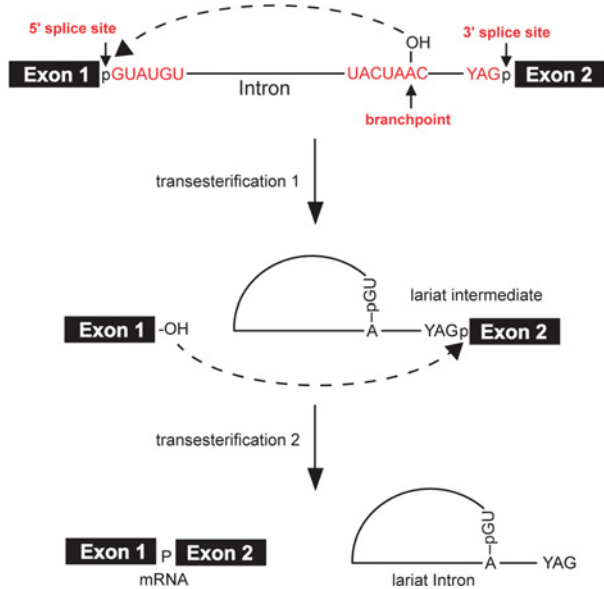 5' splice site
OH
3' splice site
Exon 1 pGUAUGU UACUAAC YAGp Exon 2
Intron
branchpoint
transesterification 1
A-pGU
lariat intermediate
Exon 1 -OH YAGp Exon 2
transesterification 2
A-pGU
Exon 1 P Exon 2
YAG
mRNA
lariat Intron